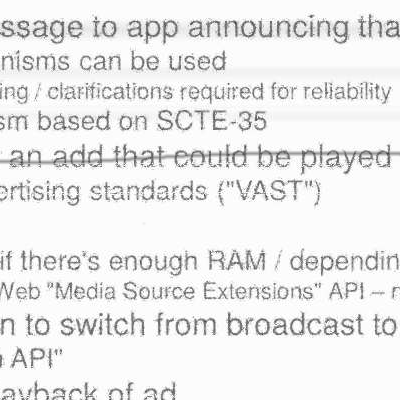 ssage to app announcing tha
nisms can be used
ing / clarifications required for reliability
sm based on SCTE-35
an add that could be played
ertising standards ("VAST")
if there's enough RAM / dependin
Web "Media Source Extensions" API – r
n to switch from broadcast to
API"
ayback of ad